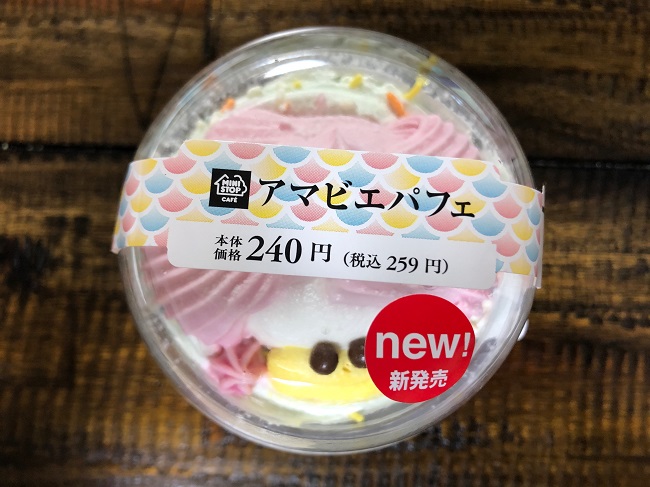 MINI
STOP
CAFÉ
アマビエパフェ
本体
価格 240円 (税込 259円)
new!
新発売